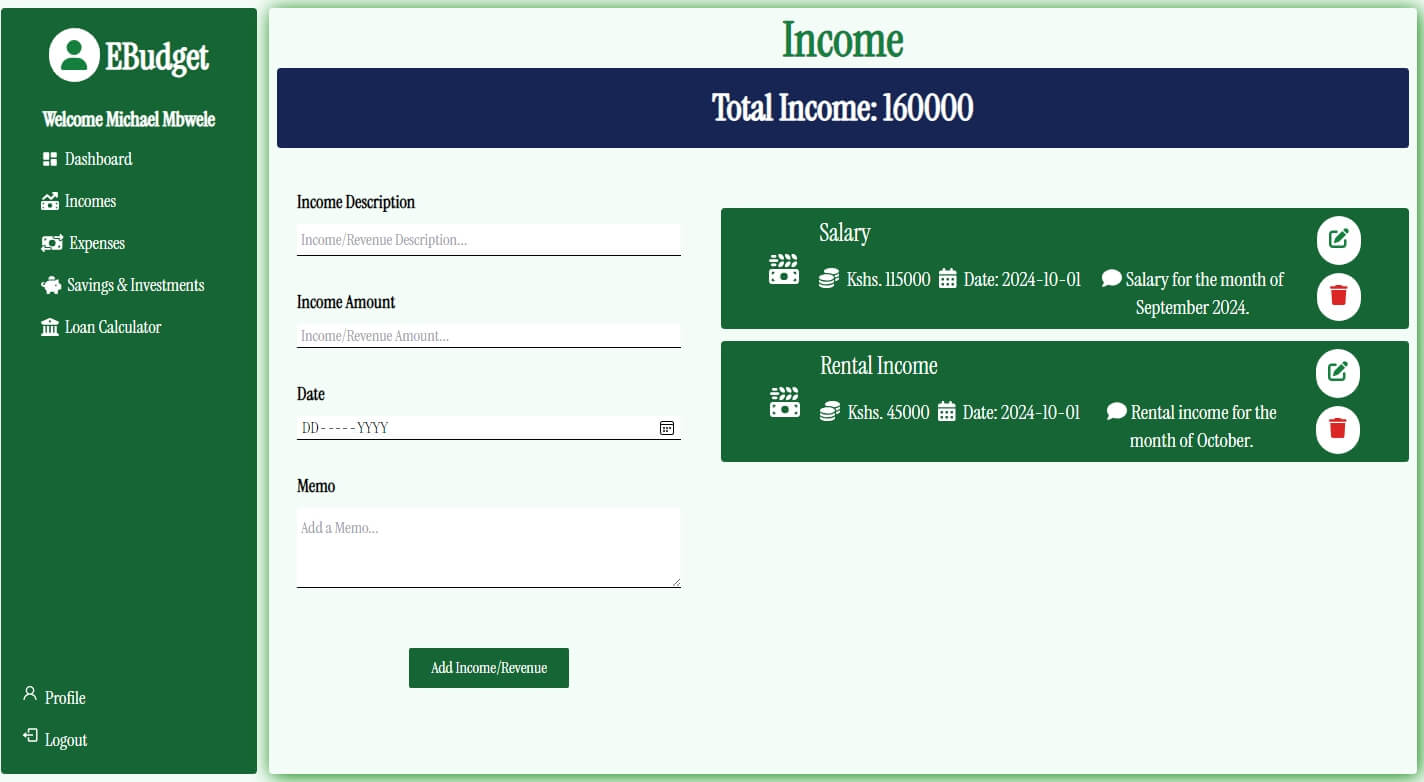 EBudget
Welcome Michael Mbwele
Dashboard
Incomes
Expenses
Savings & Investments
Loan Calculator
Profile
Logout
Income
Total Income: 160000
Income Description
Income/Revenue Description...
Income Amount
Income/Revenue Amount...
Date
DD-----YYYY
Memo
Add a Memo...
Add Income/Revenue
Salary
Kshs. 115000 Date: 2024-10-01 Salary for the month of
September 2024.
Rental Income
Kshs. 45000 Date: 2024-10-01 Rental income for the
month of October.